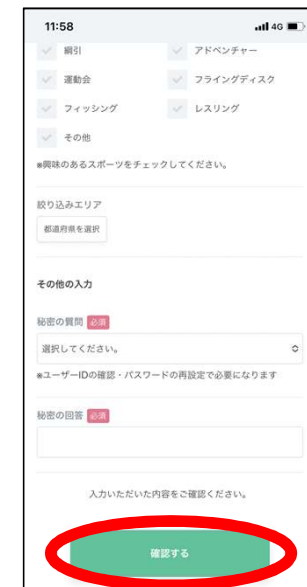 11:58 4G
綱引 アドベンチャー
運動会 フライングディスク
フィッシング レスリング
その他
※興味のあるスポーツをチェックしてください。
絞り込みエリア
都道府県を選択
その他の入力
秘密の質問 必須
選択してください。
※ユーザーIDの確認・パスワードの再設定で必要になります
秘密の回答 必須
入力いただいた内容をご確認ください。
確認する